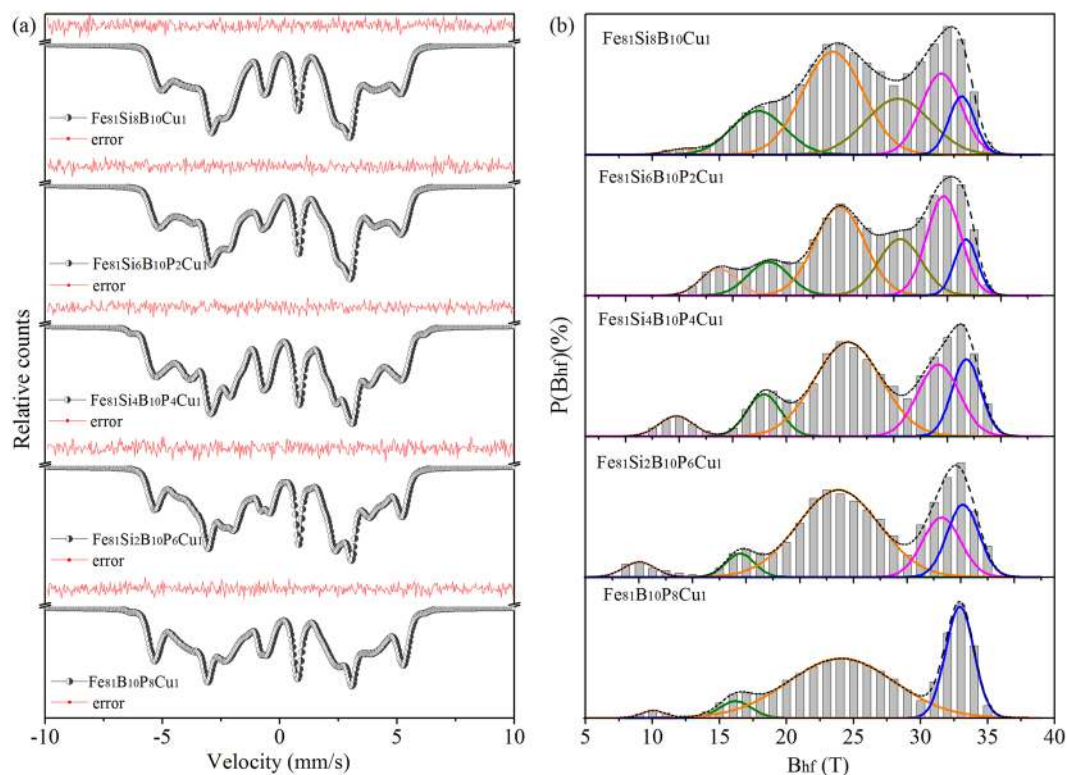 (a)
Relative counts
Fe81Si8B10Cu1
error
Fe81Si6B10P2Cu1
error
Fe81Si4B10P4Cu1
error
Fe81Si2B10P6Cu1
error
Fe81B10P8Cu1
error
-10 -5 0 5 10
Velocity (mm/s)
(b)
P(Bhf)(%)
Fe81Si8B10Cu1
Fe81Si6B10P2Cu1
Fe81Si4B10P4Cu1
Fe81Si2B10P6Cu1
Fe81B10P8Cu1
5 10 15 20 25 30 35 40
Bhf (T)